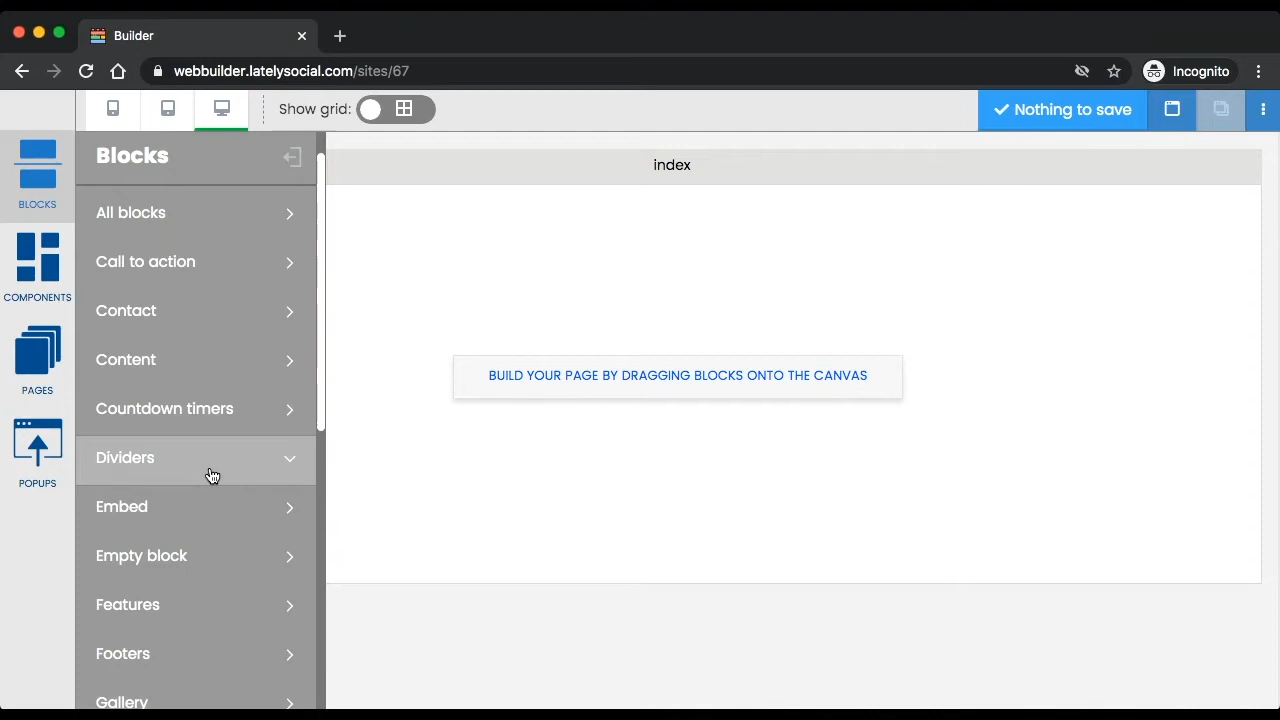 Builder
webbuilder.latelysocial.com/sites/67
Incognito
Show grid:
Nothing to save
BLOCKS
COMPONENTS
PAGES
POPUPS
Blocks
All blocks
Call to action
Contact
Content
Countdown timers
Dividers
Embed
Empty block
Features
Footers
Gallery
index
BUILD YOUR PAGE BY DRAGGING BLOCKS ONTO THE CANVAS